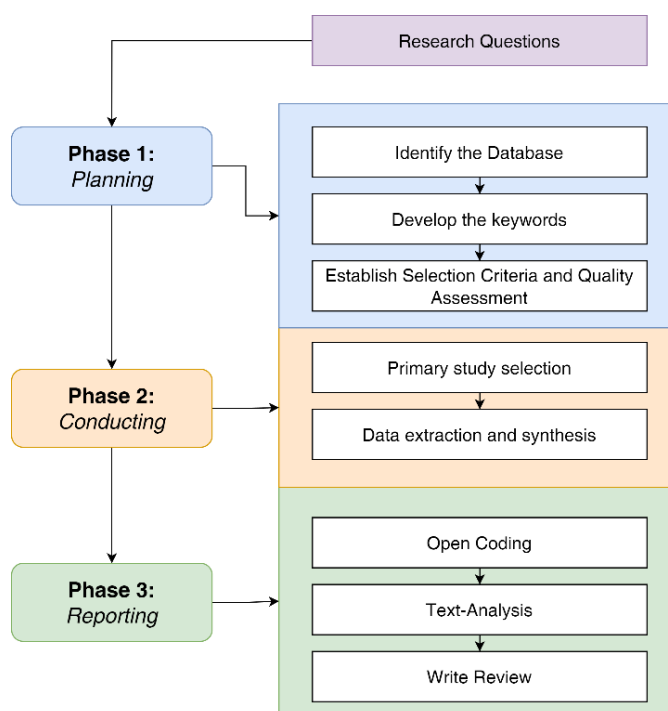 Research Questions
Phase 1:
Planning
Identify the Database
Develop the keywords
Establish Selection Criteria and Quality
Assessment
Phase 2:
Conducting
Primary study selection
Data extraction and synthesis
Phase 3:
Reporting
Open Coding
Text-Analysis
Write Review